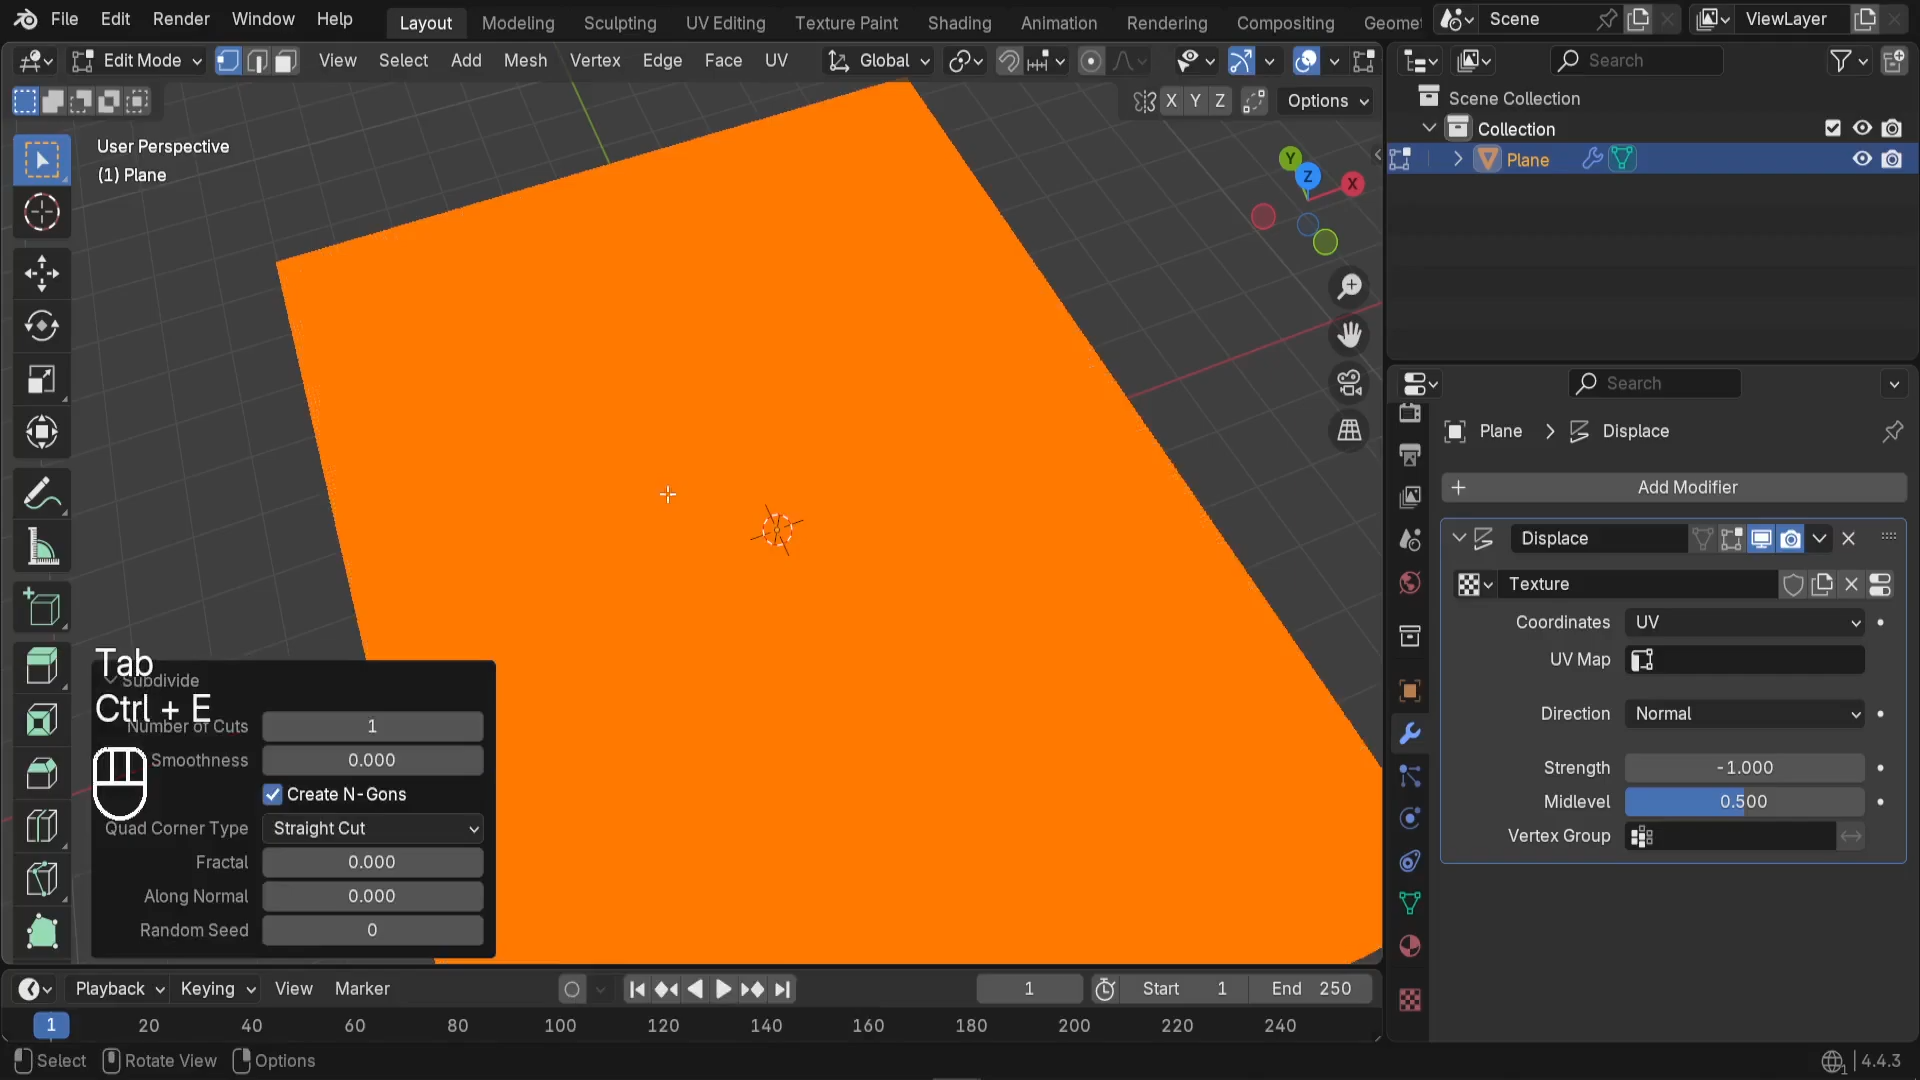 File Edit Render Window Help Layout Modeling Sculpting UV Editing Texture Paint Shading Animation Rendering Compositing Geomet Scene ViewLayer
Edit Mode View Select Add Mesh Vertex Edge Face UV Global Search
X Y Z Options
Scene Collection
Collection
Plane
User Perspective
(1) Plane
Y Z X
Search
Plane > Displace
+ Add Modifier
Displace
Texture
Coordinates UV
UV Map
Direction Normal
Strength -1.000
Midlevel 0.500
Vertex Group
Tab
Ctrl + E
Subdivide
Number of Cuts 1
Smoothness 0.000
Create N-Gons
Quad Corner Type Straight Cut
Fractal 0.000
Along Normal 0.000
Random Seed 0
Playback Keying View Marker 1 Start 1 End 250
1 20 40 60 80 100 120 140 160 180 200 220 240
Select Rotate View Options 4.4.3